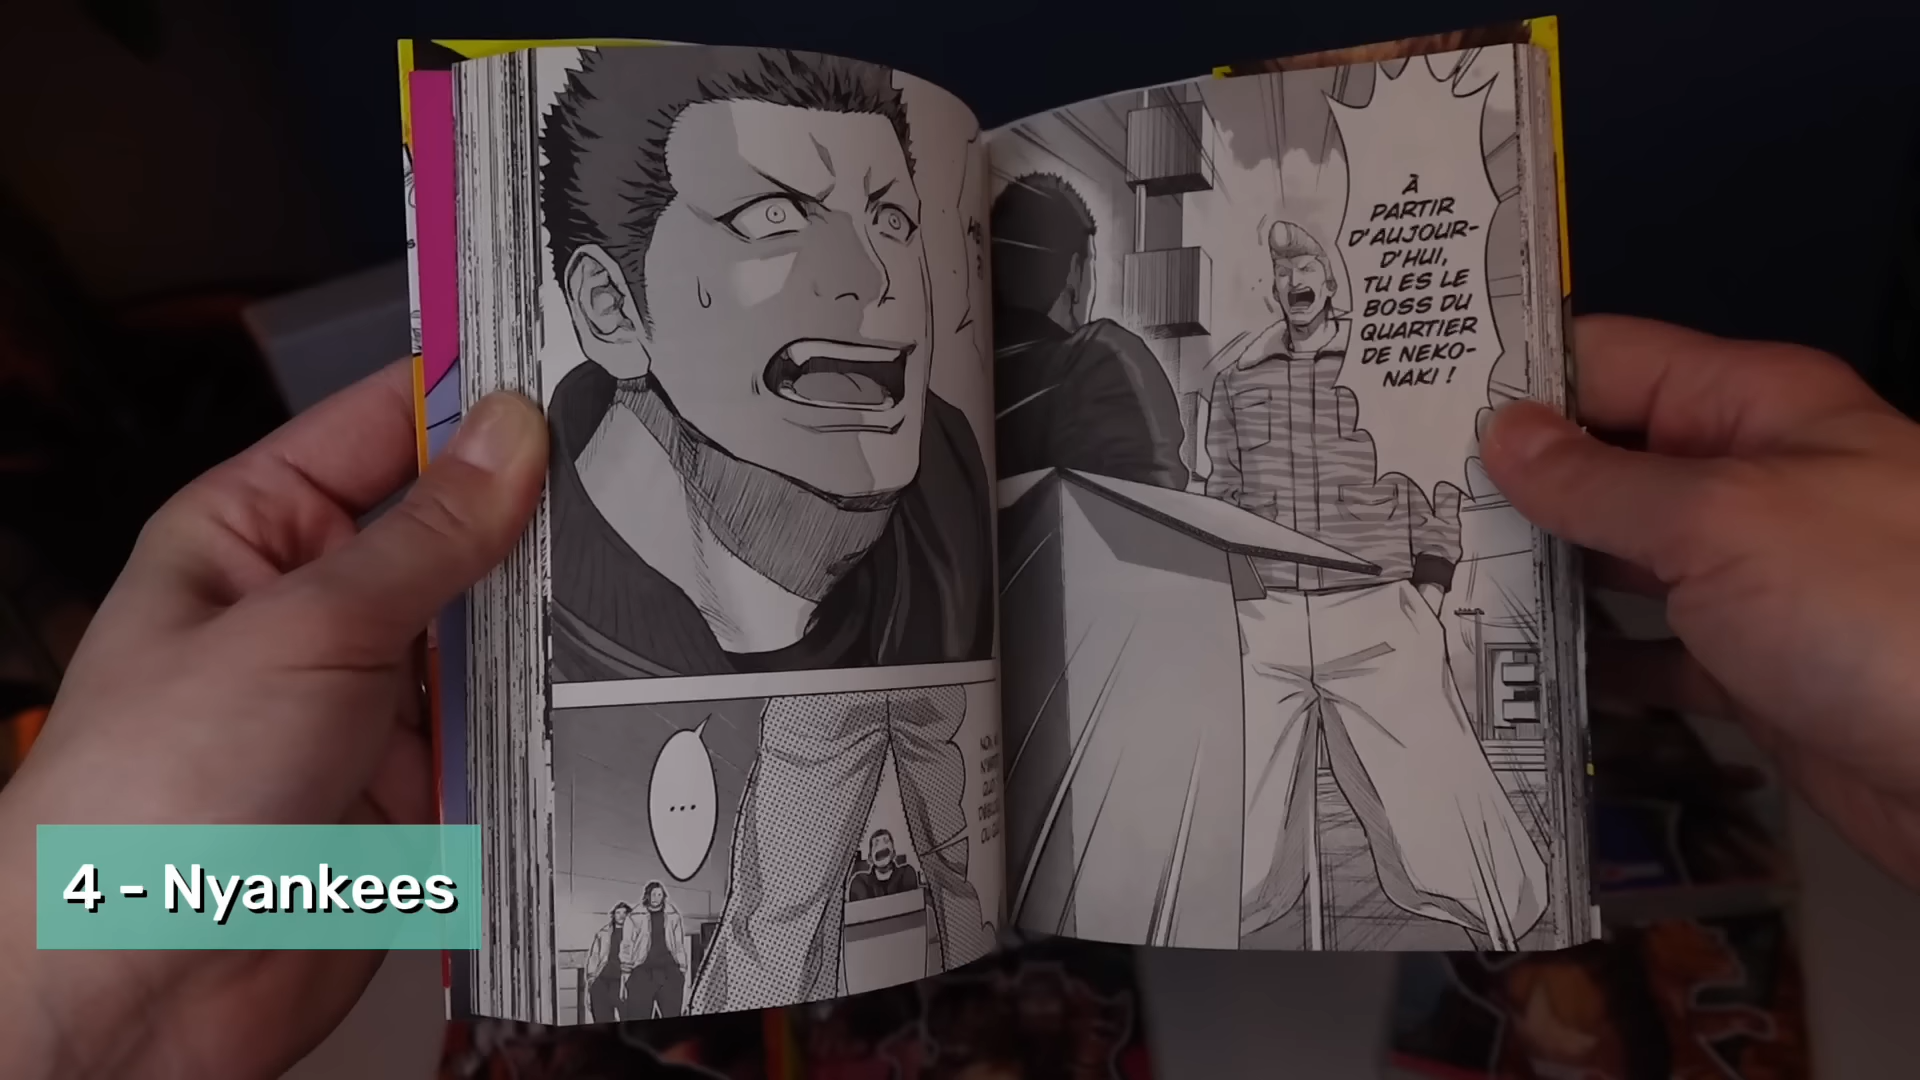 À
PARTIR
D'AUJOUR-
D'HUI,
TU ES LE
BOSS DU
QUARTIER
DE NEKO-
NAKI !
...
4 - Nyankees